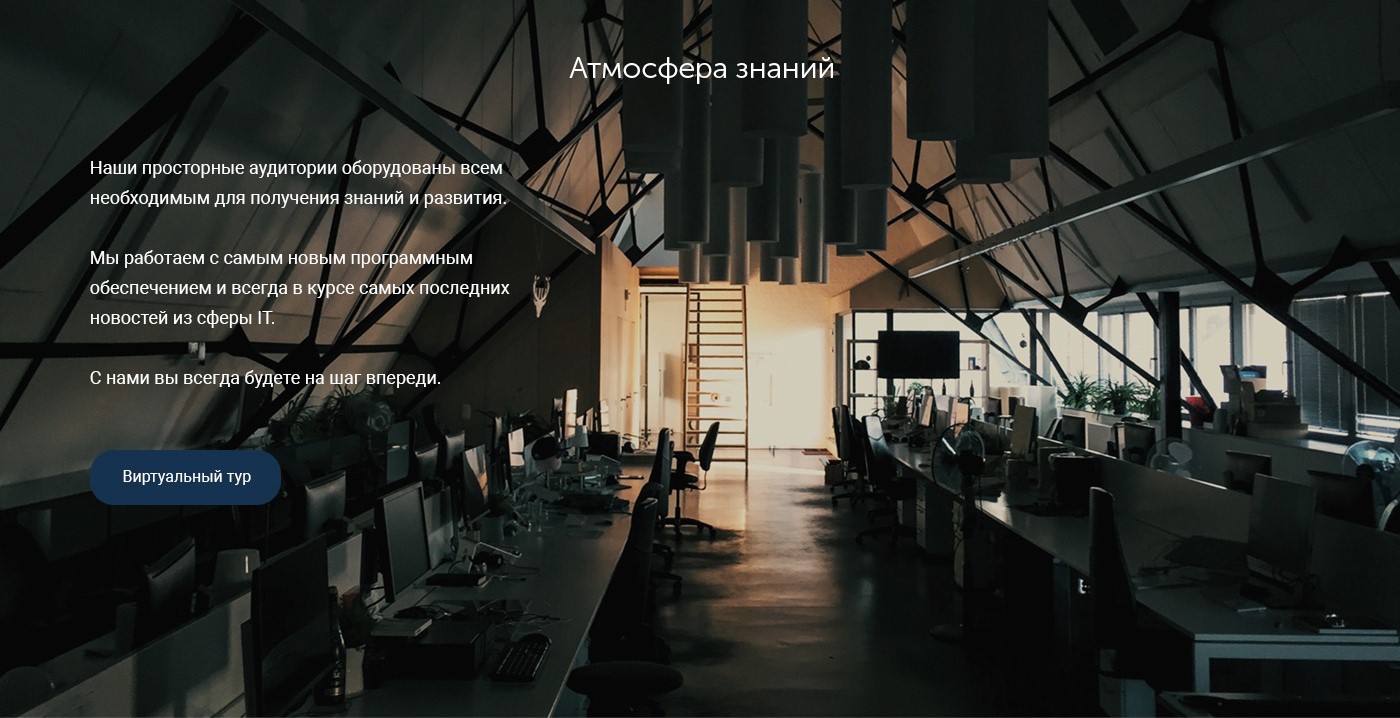 Атмосфера знаний
Наши просторные аудитории оборудованы всем
необходимым для получения знаний и развития.
Мы работаем с самым новым программным
обеспечением и всегда в курсе самых последних
новостей из сферы IT.
С нами вы всегда будете на шаг впереди.
Виртуальный тур